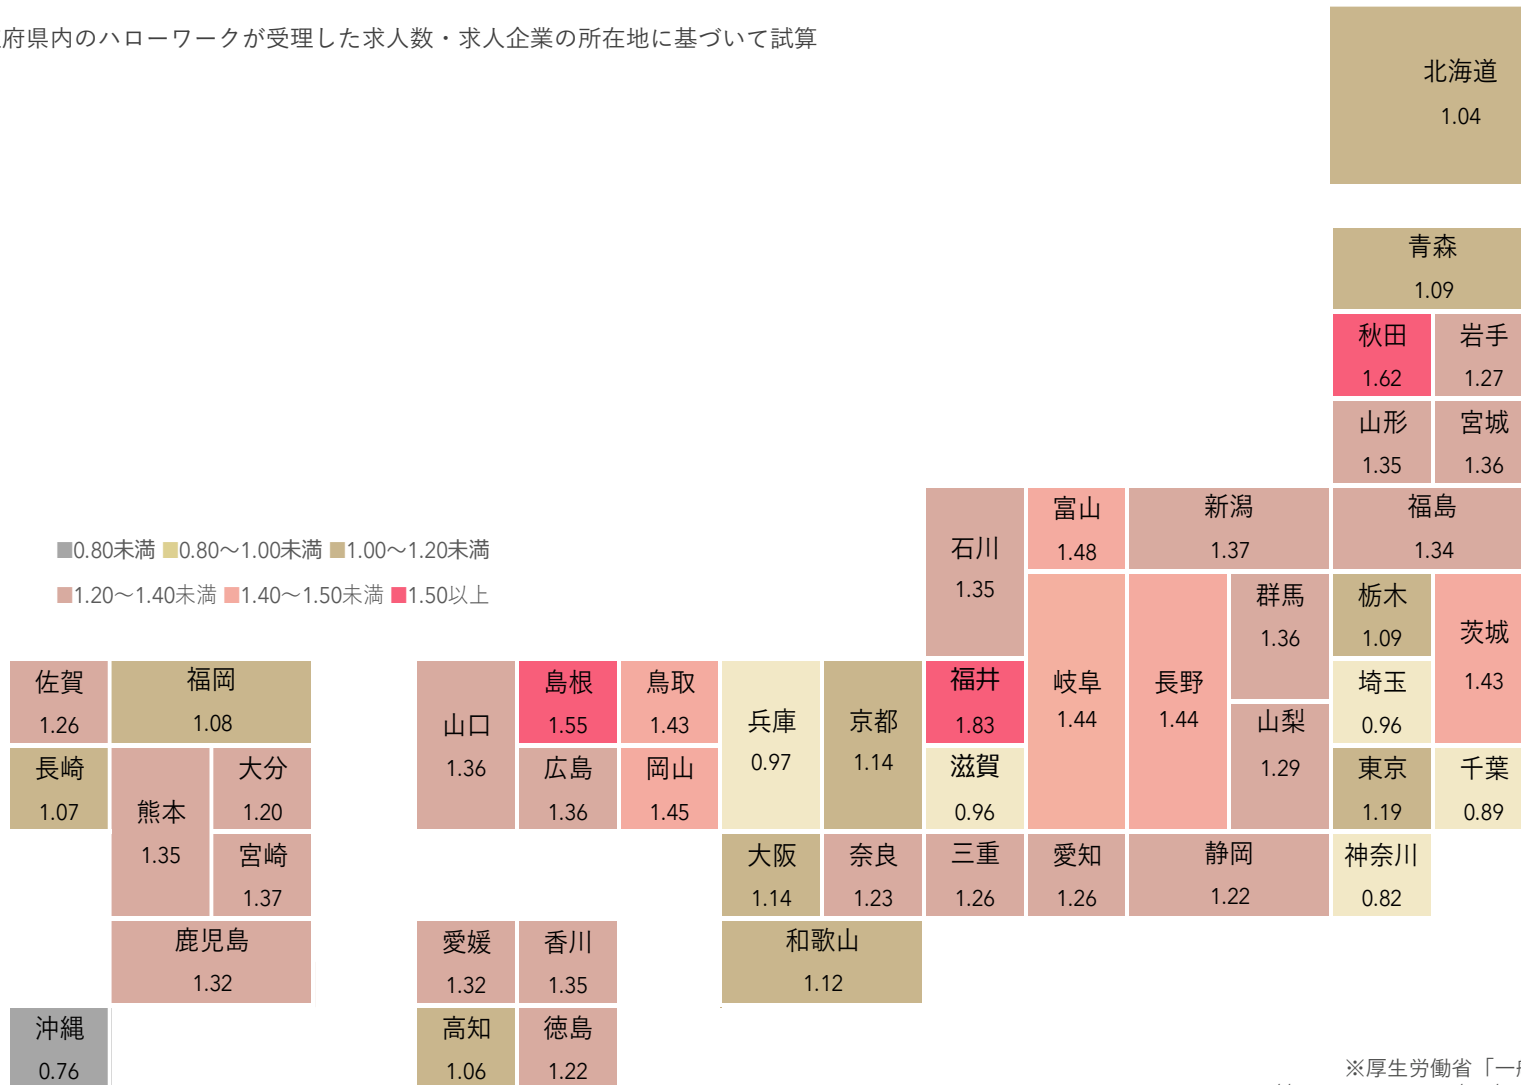 府県内のハローワークが受理した求人数・求人企業の所在地に基づいて試算
北海道
1.04
青森
1.09
秋田 岩手
1.62 1.27
山形 宮城
1.35 1.36
石川 富山 新潟 福島
1.35 1.48 1.37 1.34
■0.80未満 ■0.80～1.00未満 ■1.00～1.20未満
■1.20～1.40未満 ■1.40～1.50未満 ■1.50以上
群馬 栃木 茨城
1.36 1.09 1.43
佐賀 福岡 山口 島根 鳥取 兵庫 京都 福井 岐阜 長野 山梨 埼玉
1.26 1.08 1.36 1.55 1.43 0.97 1.14 1.83 1.44 1.44 1.29 0.96
長崎 熊本 大分 広島 岡山 滋賀 東京 千葉
1.07 1.35 1.20 1.36 1.45 0.96 1.19 0.89
宮崎 大阪 奈良 三重 愛知 静岡 神奈川
1.37 1.14 1.23 1.26 1.26 1.22 0.82
鹿児島 愛媛 香川 和歌山
1.32 1.32 1.35 1.12
沖縄 高知 徳島
0.76 1.06 1.22
※厚生労働省「一